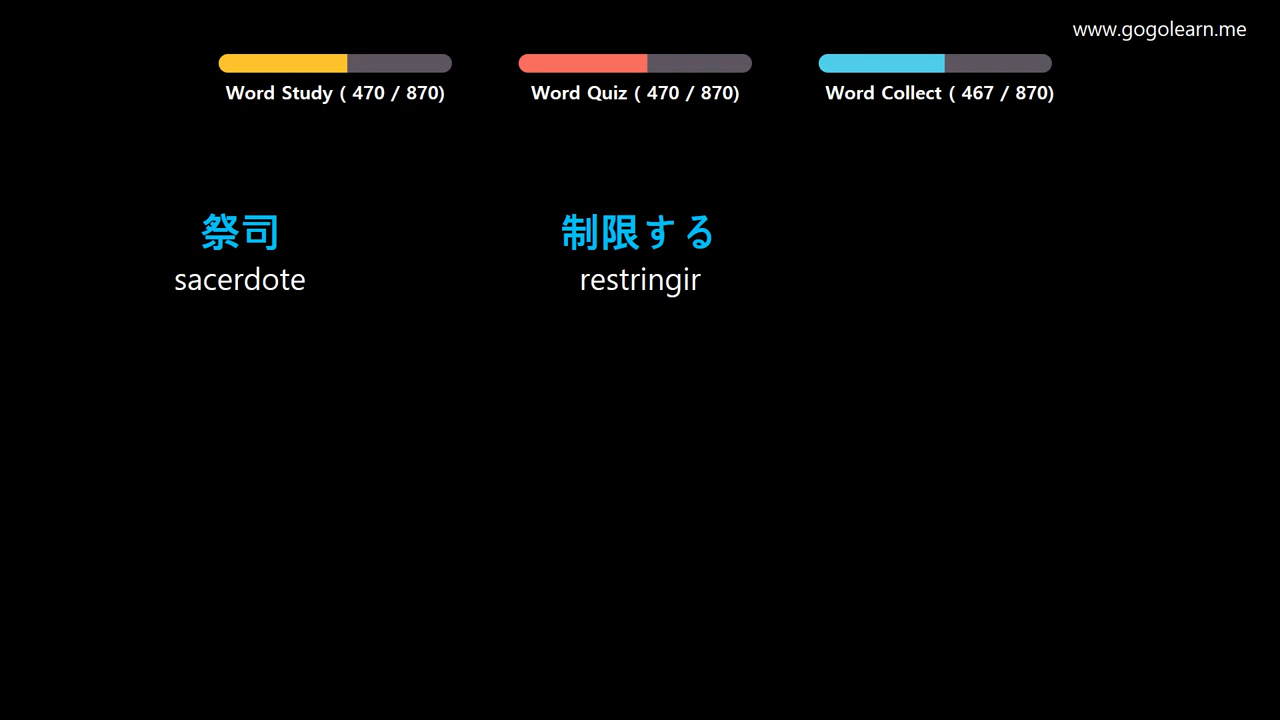 www.gogolearn.me
Word Study ( 470 / 870)
Word Quiz ( 470 / 870)
Word Collect ( 467 / 870)
祭司
sacerdote
制限する
restringir